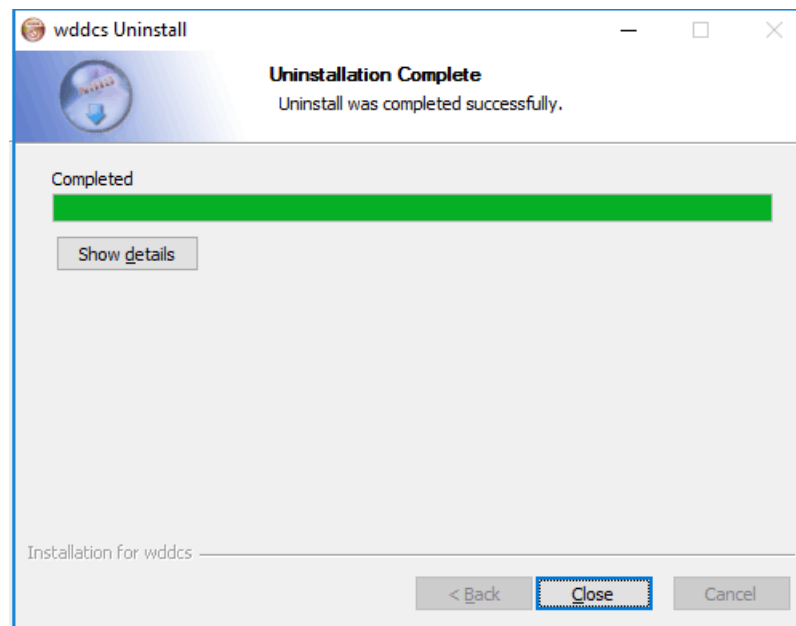 wddcs Uninstall
Uninstallation Complete
Uninstall was completed successfully.
Completed
Show details
Installation for wddcs
< Back
Close
Cancel